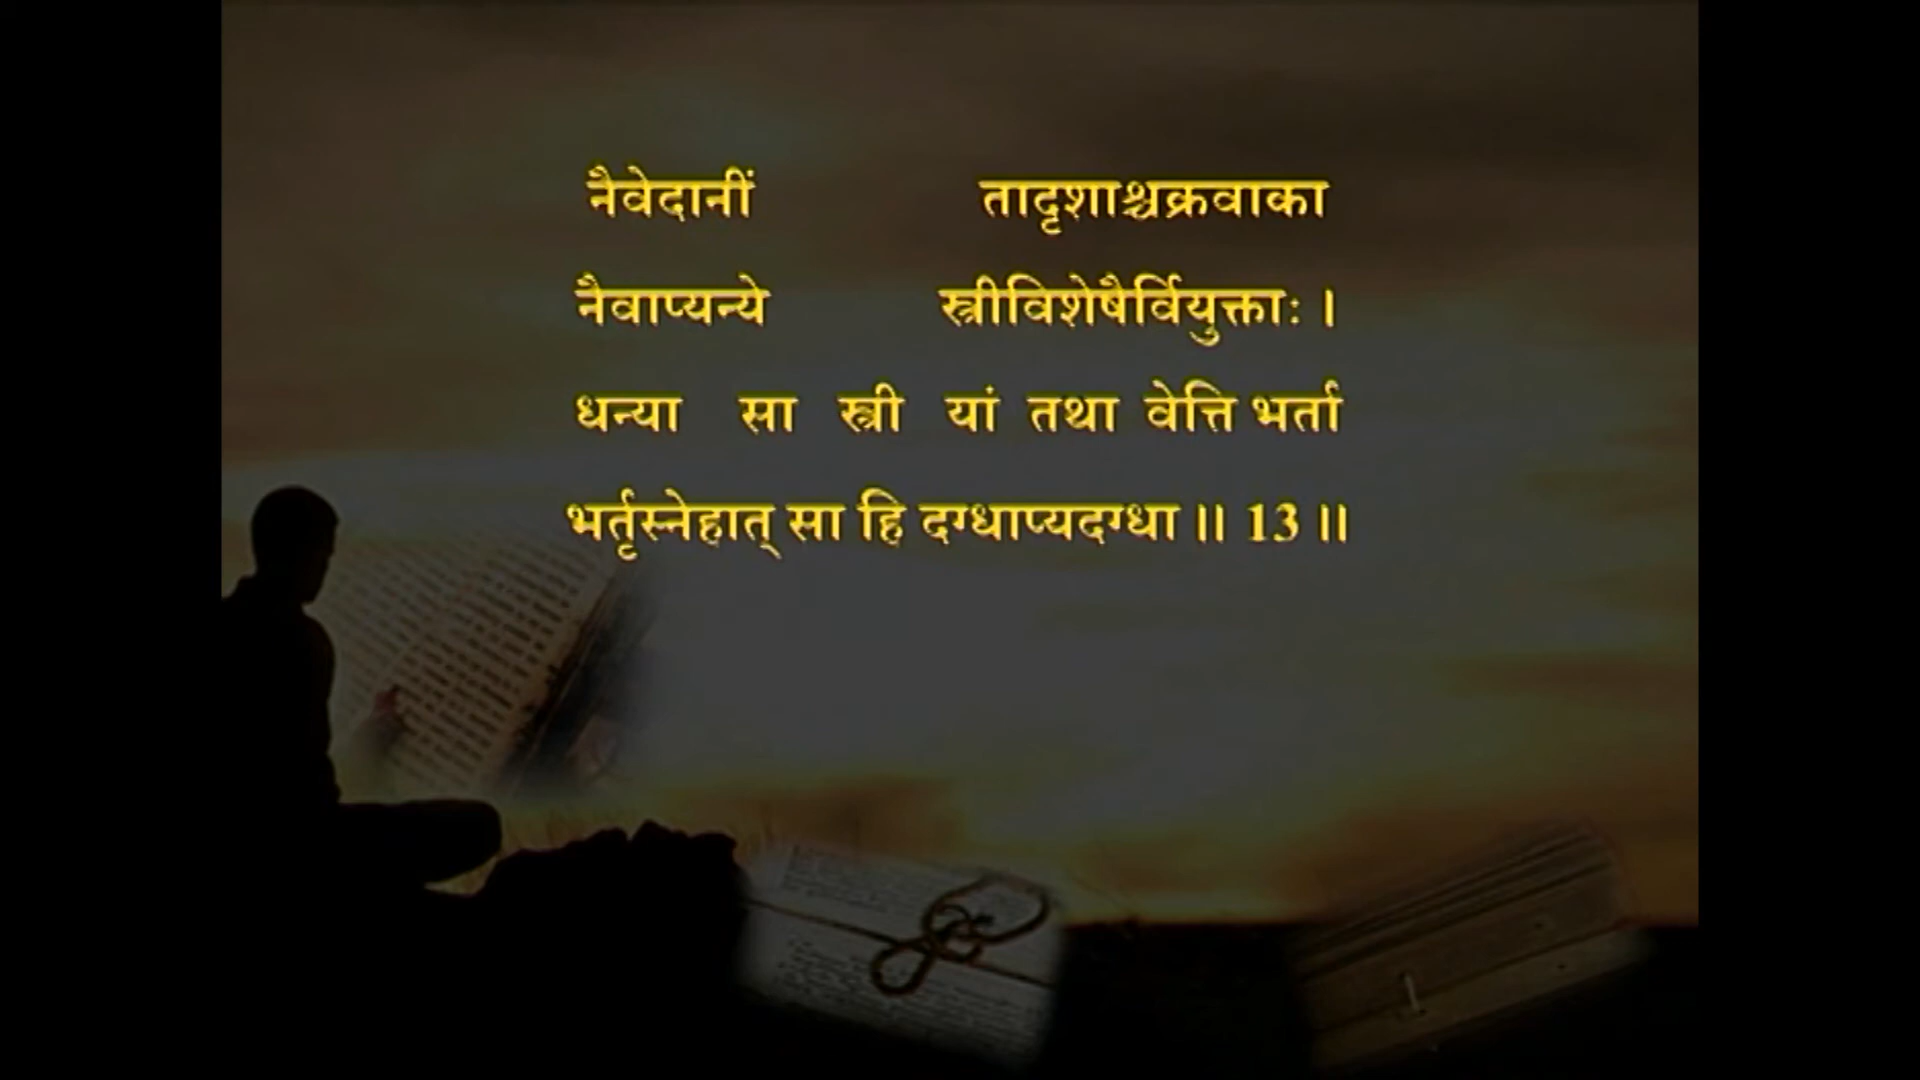 नैवेदानीं तादृशाश्चक्रवाका
नैवाप्यन्ये स्त्रीविशेषैर्वियुक्ताः ।
धन्या सा स्त्री यां तथा वेत्ति भर्ता
भर्तृस्नेहात् सा हि दग्धाप्यदग्धा ॥ 13 ॥